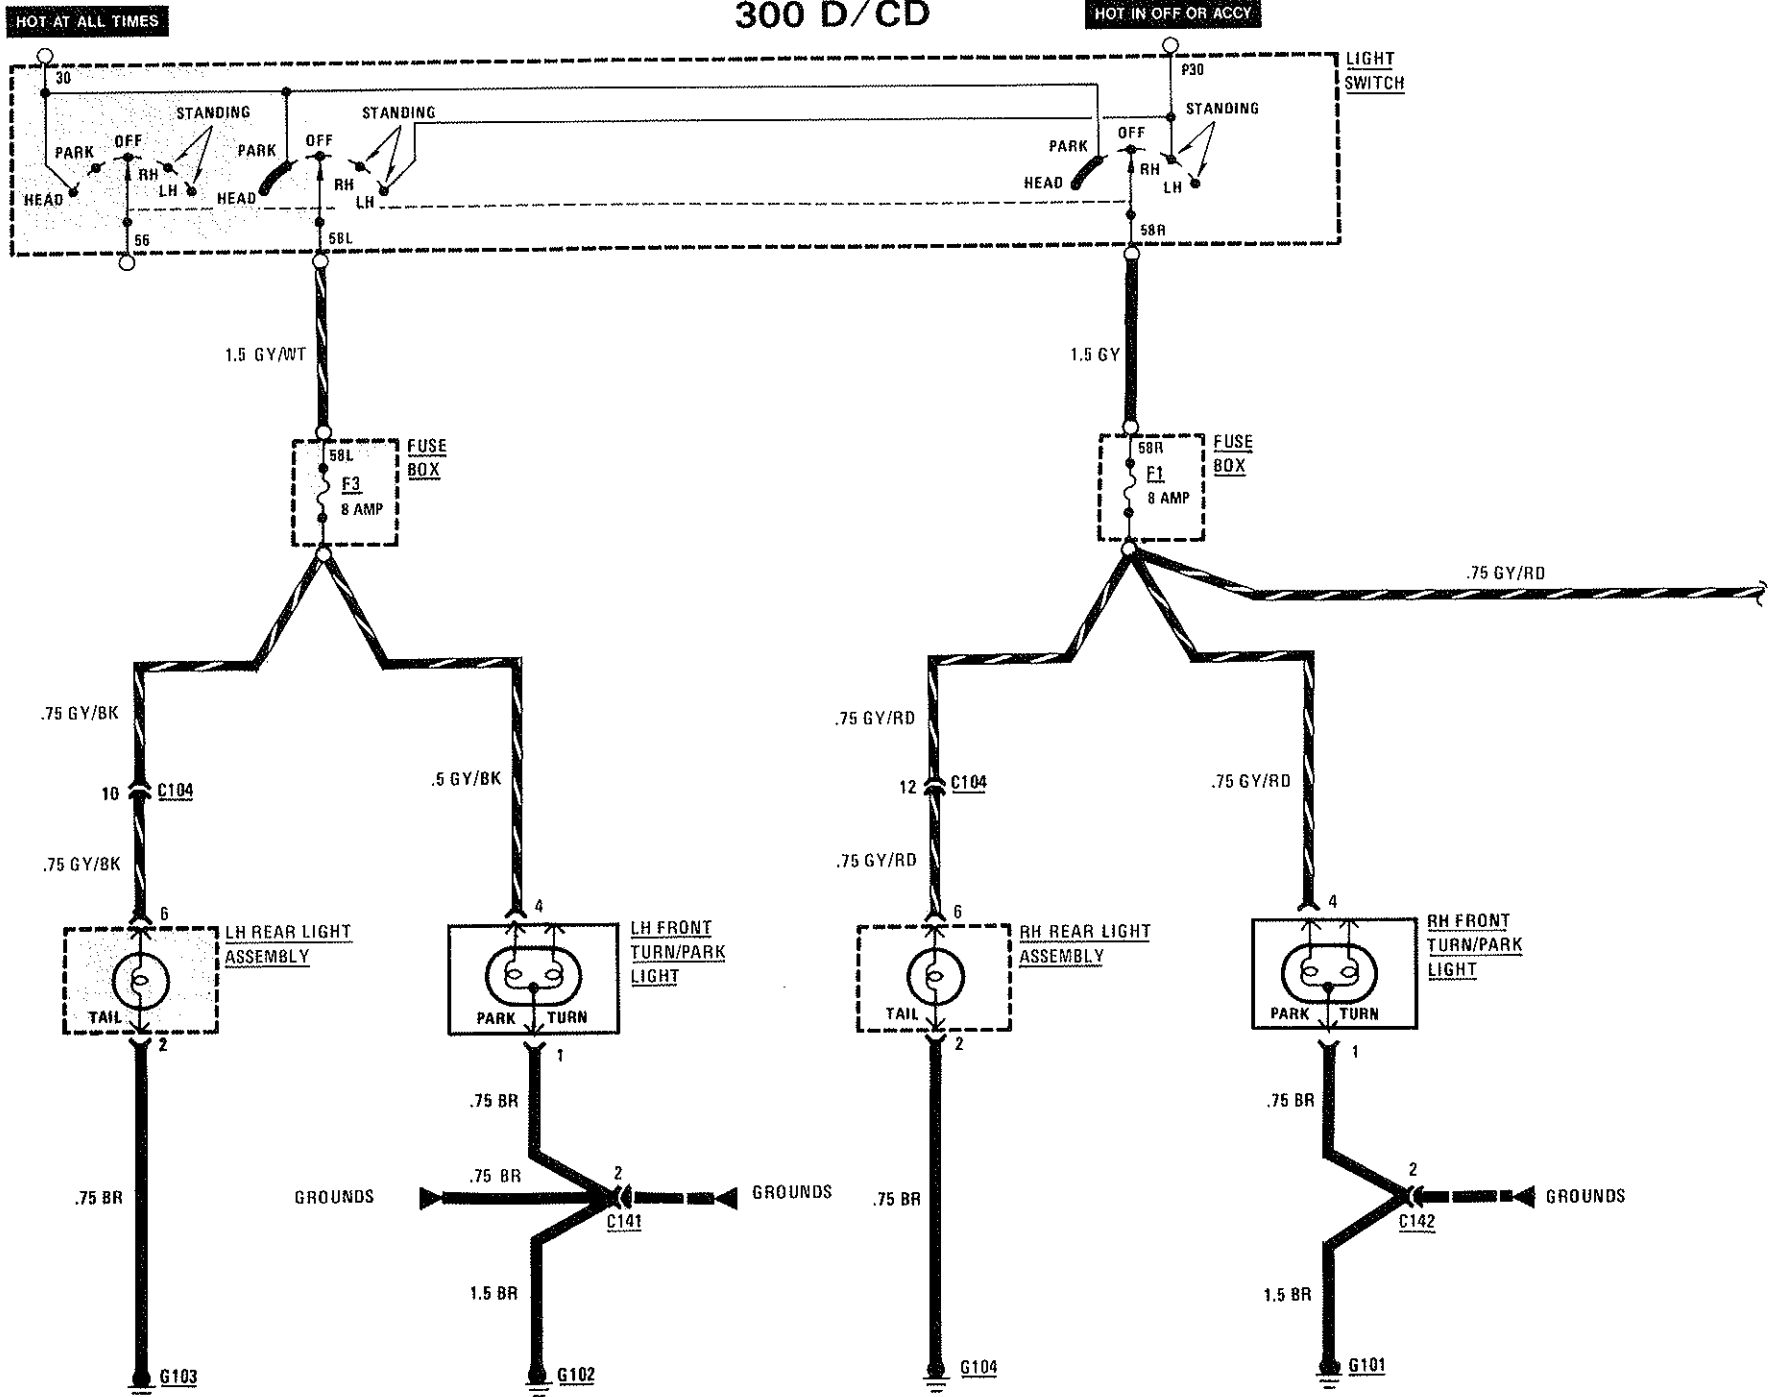 300 D/CD
HOT AT ALL TIMES
HOT IN OFF OR ACCY
LIGHT
SWITCH
30
P30
STANDING
STANDING
STANDING
OFF
OFF
OFF
PARK
PARK
PARK
RH
RH
RH
LH
LH
LH
HEAD
HEAD
HEAD
56
58L
58R
1.5 GY/WT
1.5 GY
58L
FUSE
BOX
F3
8 AMP
58R
FUSE
BOX
F1
8 AMP
.75 GY/RD
.75 GY/BK
.5 GY/BK
.75 GY/RD
.75 GY/RD
10
C104
12
C104
.75 GY/BK
.75 GY/RD
6
4
6
4
LH REAR LIGHT
ASSEMBLY
TAIL
LH FRONT
TURN/PARK
LIGHT
PARK
TURN
RH REAR LIGHT
ASSEMBLY
TAIL
RH FRONT
TURN/PARK
LIGHT
PARK
TURN
2
1
2
1
.75 BR
.75 BR
.75 BR
GROUNDS
.75 BR
2
GROUNDS
C141
.75 BR
2
GROUNDS
C142
1.5 BR
1.5 BR
G103
G102
G104
G101